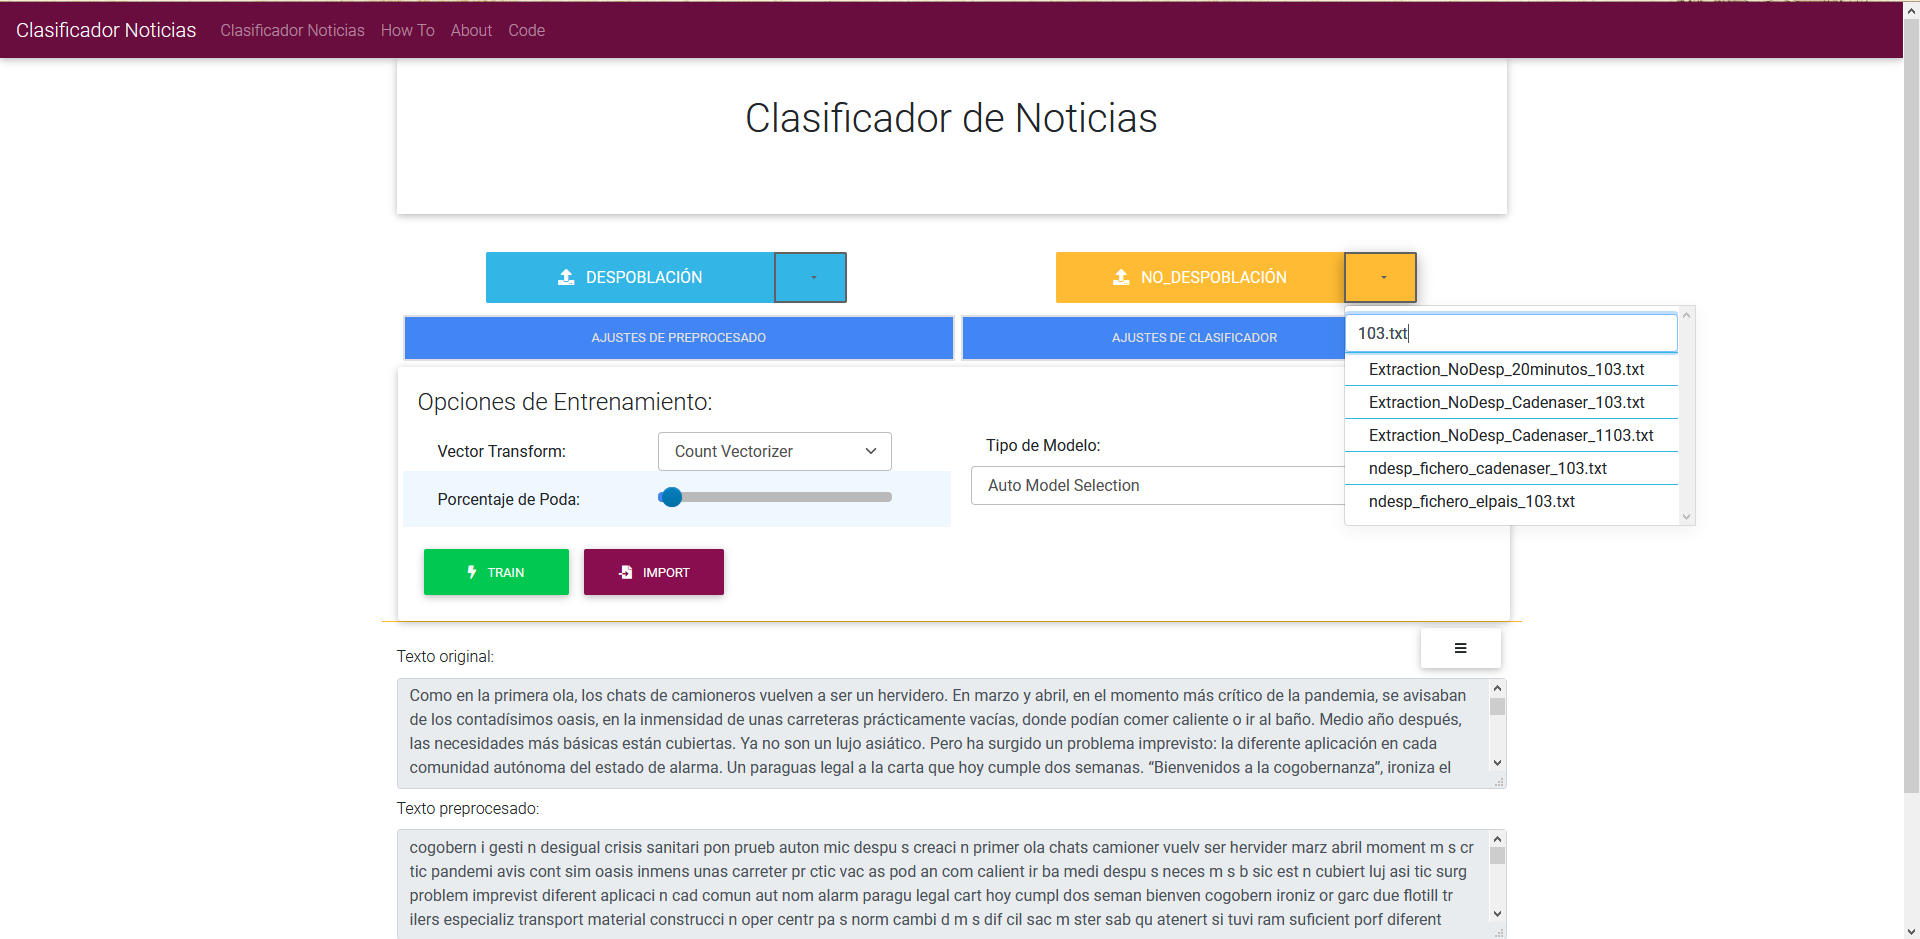 Clasificador Noticias Clasificador Noticias How To About Code
Clasificador de Noticias
DESPOBLACIÓN
NO_DESPOBLACIÓN
AJUSTES DE PREPROCESADO
AJUSTES DE CLASIFICADOR
103.txt
Extraction_NoDesp_20minutos_103.txt
Extraction_NoDesp_Cadenaser_103.txt
Extraction_NoDesp_Cadenaser_1103.txt
ndesp_fichero_cadenaser_103.txt
ndesp_fichero_elpais_103.txt
Opciones de Entrenamiento:
Vector Transform:
Count Vectorizer
Porcentaje de Poda:
Tipo de Modelo:
Auto Model Selection
TRAIN
IMPORT
Texto original:
Como en la primera ola, los chats de camioneros vuelven a ser un hervidero. En marzo y abril, en el momento más crítico de la pandemia, se avisaban
de los contadísimos oasis, en la inmensidad de unas carreteras prácticamente vacías, donde podían comer caliente o ir al baño. Medio año después,
las necesidades más básicas están cubiertas. Ya no son un lujo asiático. Pero ha surgido un problema imprevisto: la diferente aplicación en cada
comunidad autónoma del estado de alarma. Un paraguas legal a la carta que hoy cumple dos semanas. “Bienvenidos a la cogobernanza”, ironiza el
Texto preprocesado:
cogobern i gesti n desigual crisis sanitari pon prueb auton mic despu s creaci n primer ola chats camioner vuelv ser hervider marz abril moment m s cr
tic pandemi avis cont sim oasis inmens unas carreter pr ctic vac as pod an com calient ir ba medi despu s neces m s b sic est n cubiert luj asi tic surg
problem imprevist diferent aplicaci n cad comun aut nom alarm paragu legal cart hoy cumpl dos seman bienven cogobern ironiz or garc due flotill tr
ilers especializ transport material construcci n oper centr pa s norm cambi d m s dif cil sac m ster sab qu atenert si tuvi ram suficient porf diferent